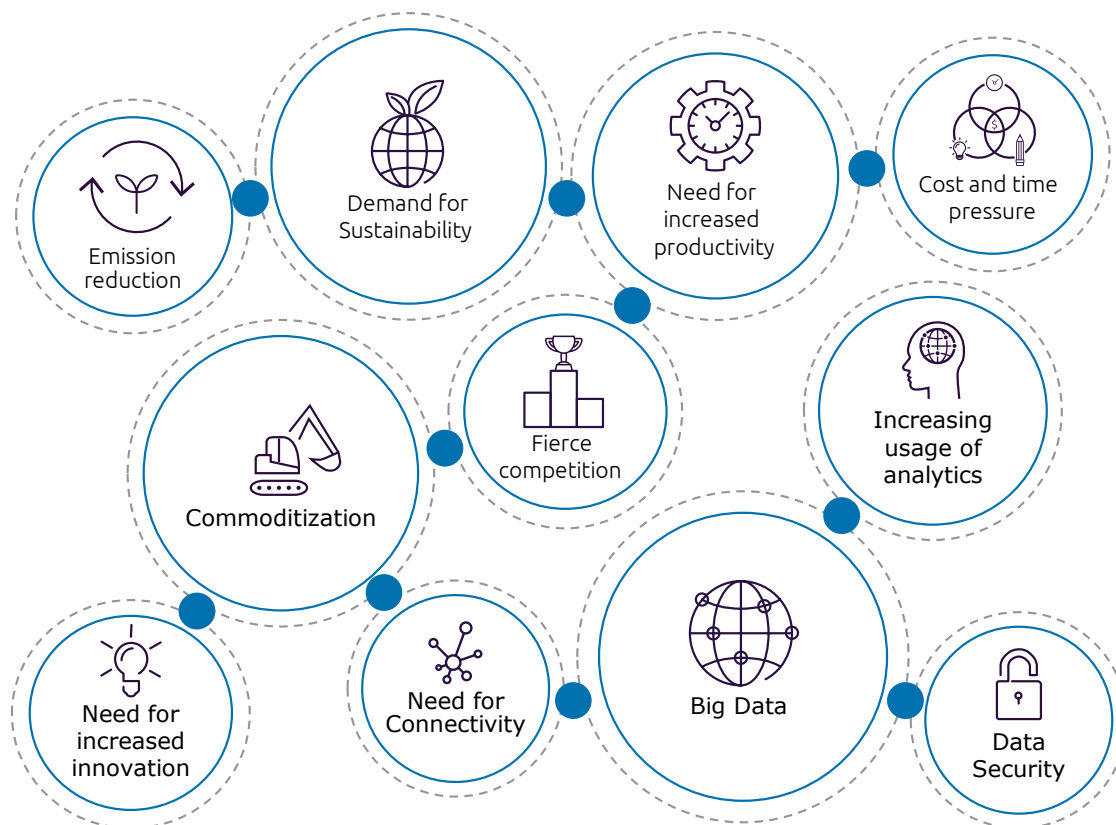 Emission
reduction
Demand for
Sustainability
Need for
increased
productivity
$
Cost and time
pressure
Fierce
competition
Increasing
usage of
analytics
Commoditization
Need for
increased
innovation
Need for
Connectivity
Big Data
Data
Security